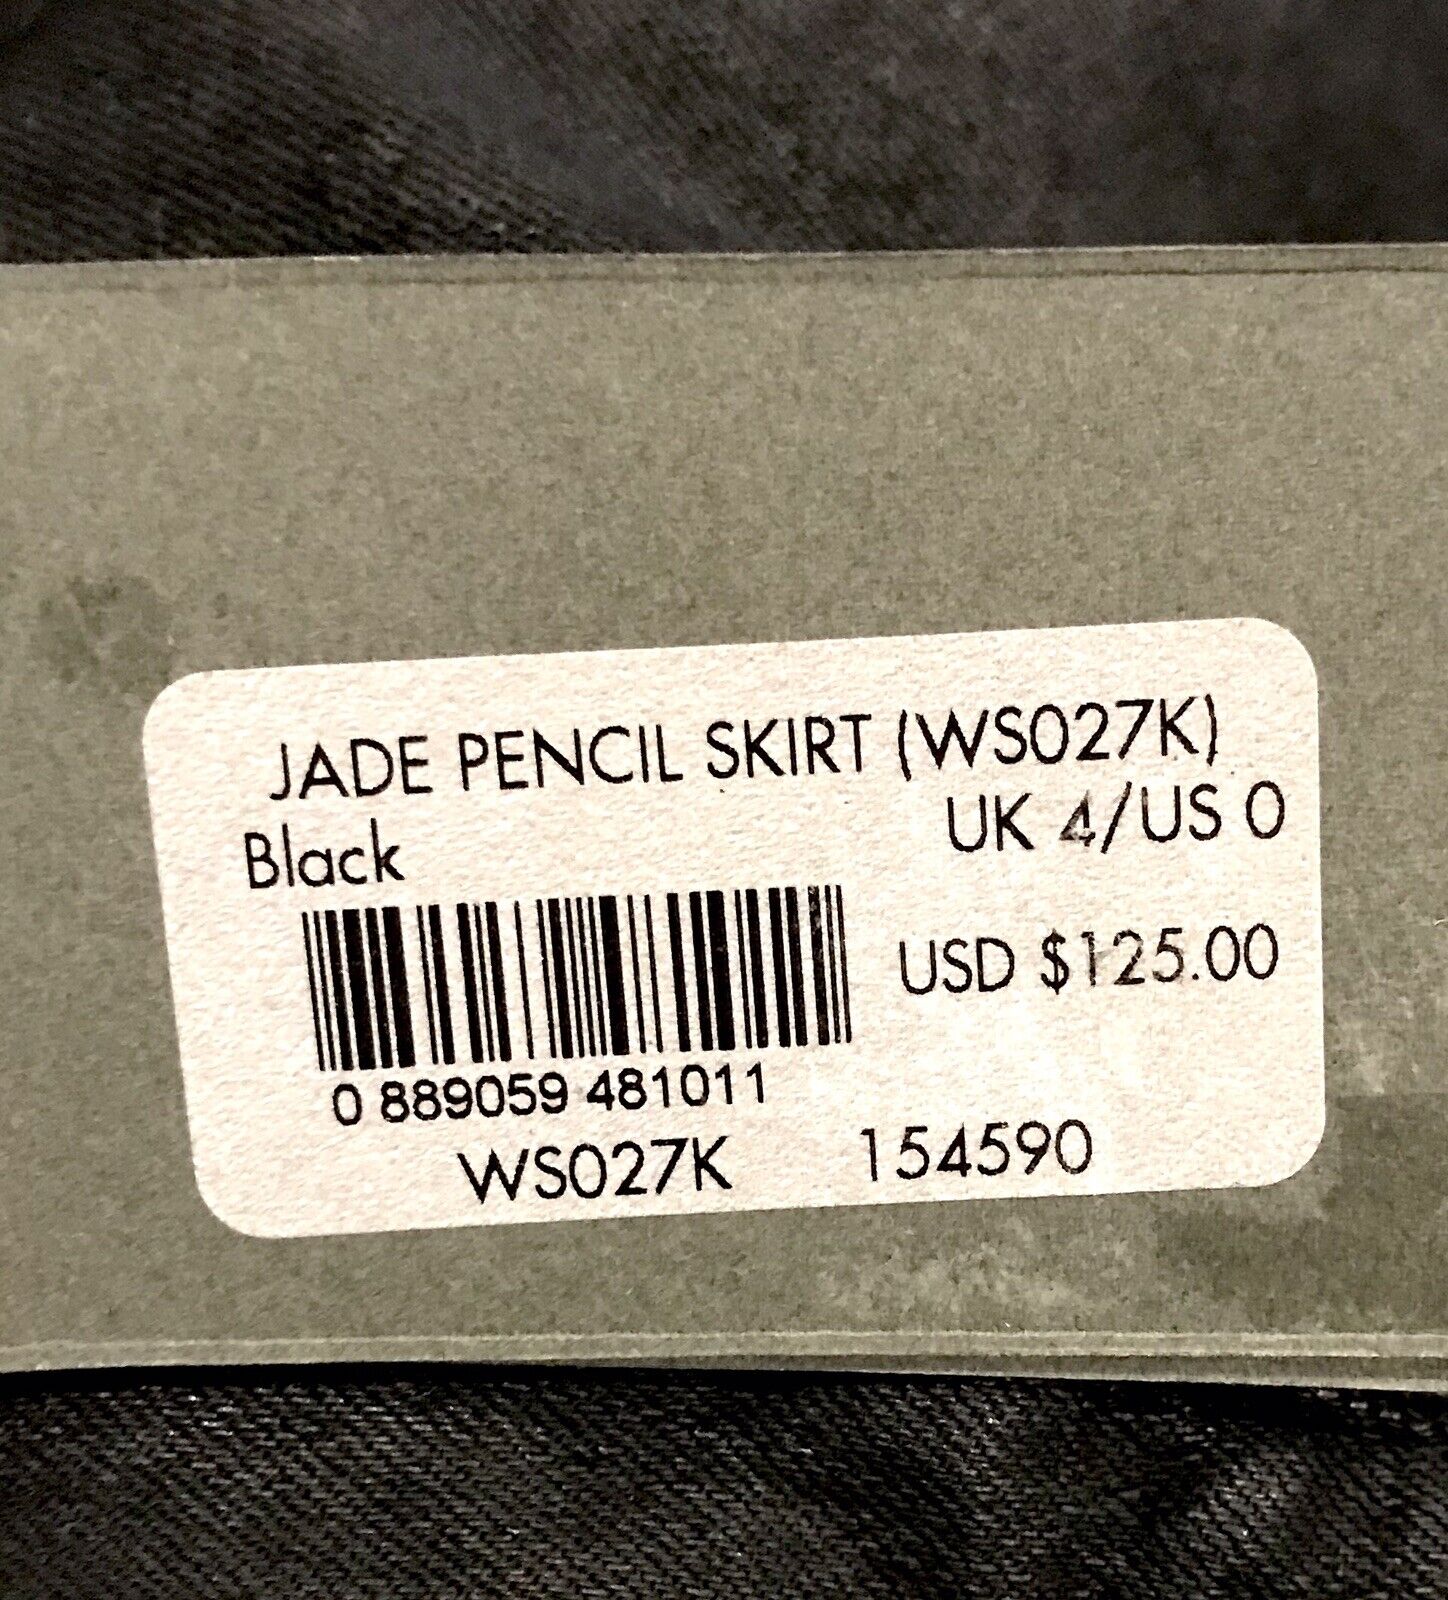 JADE PENCIL SKIRT (WS027K)
Black UK 4/US 0
USD $125.00
0 889059 481011
WS027K 154590